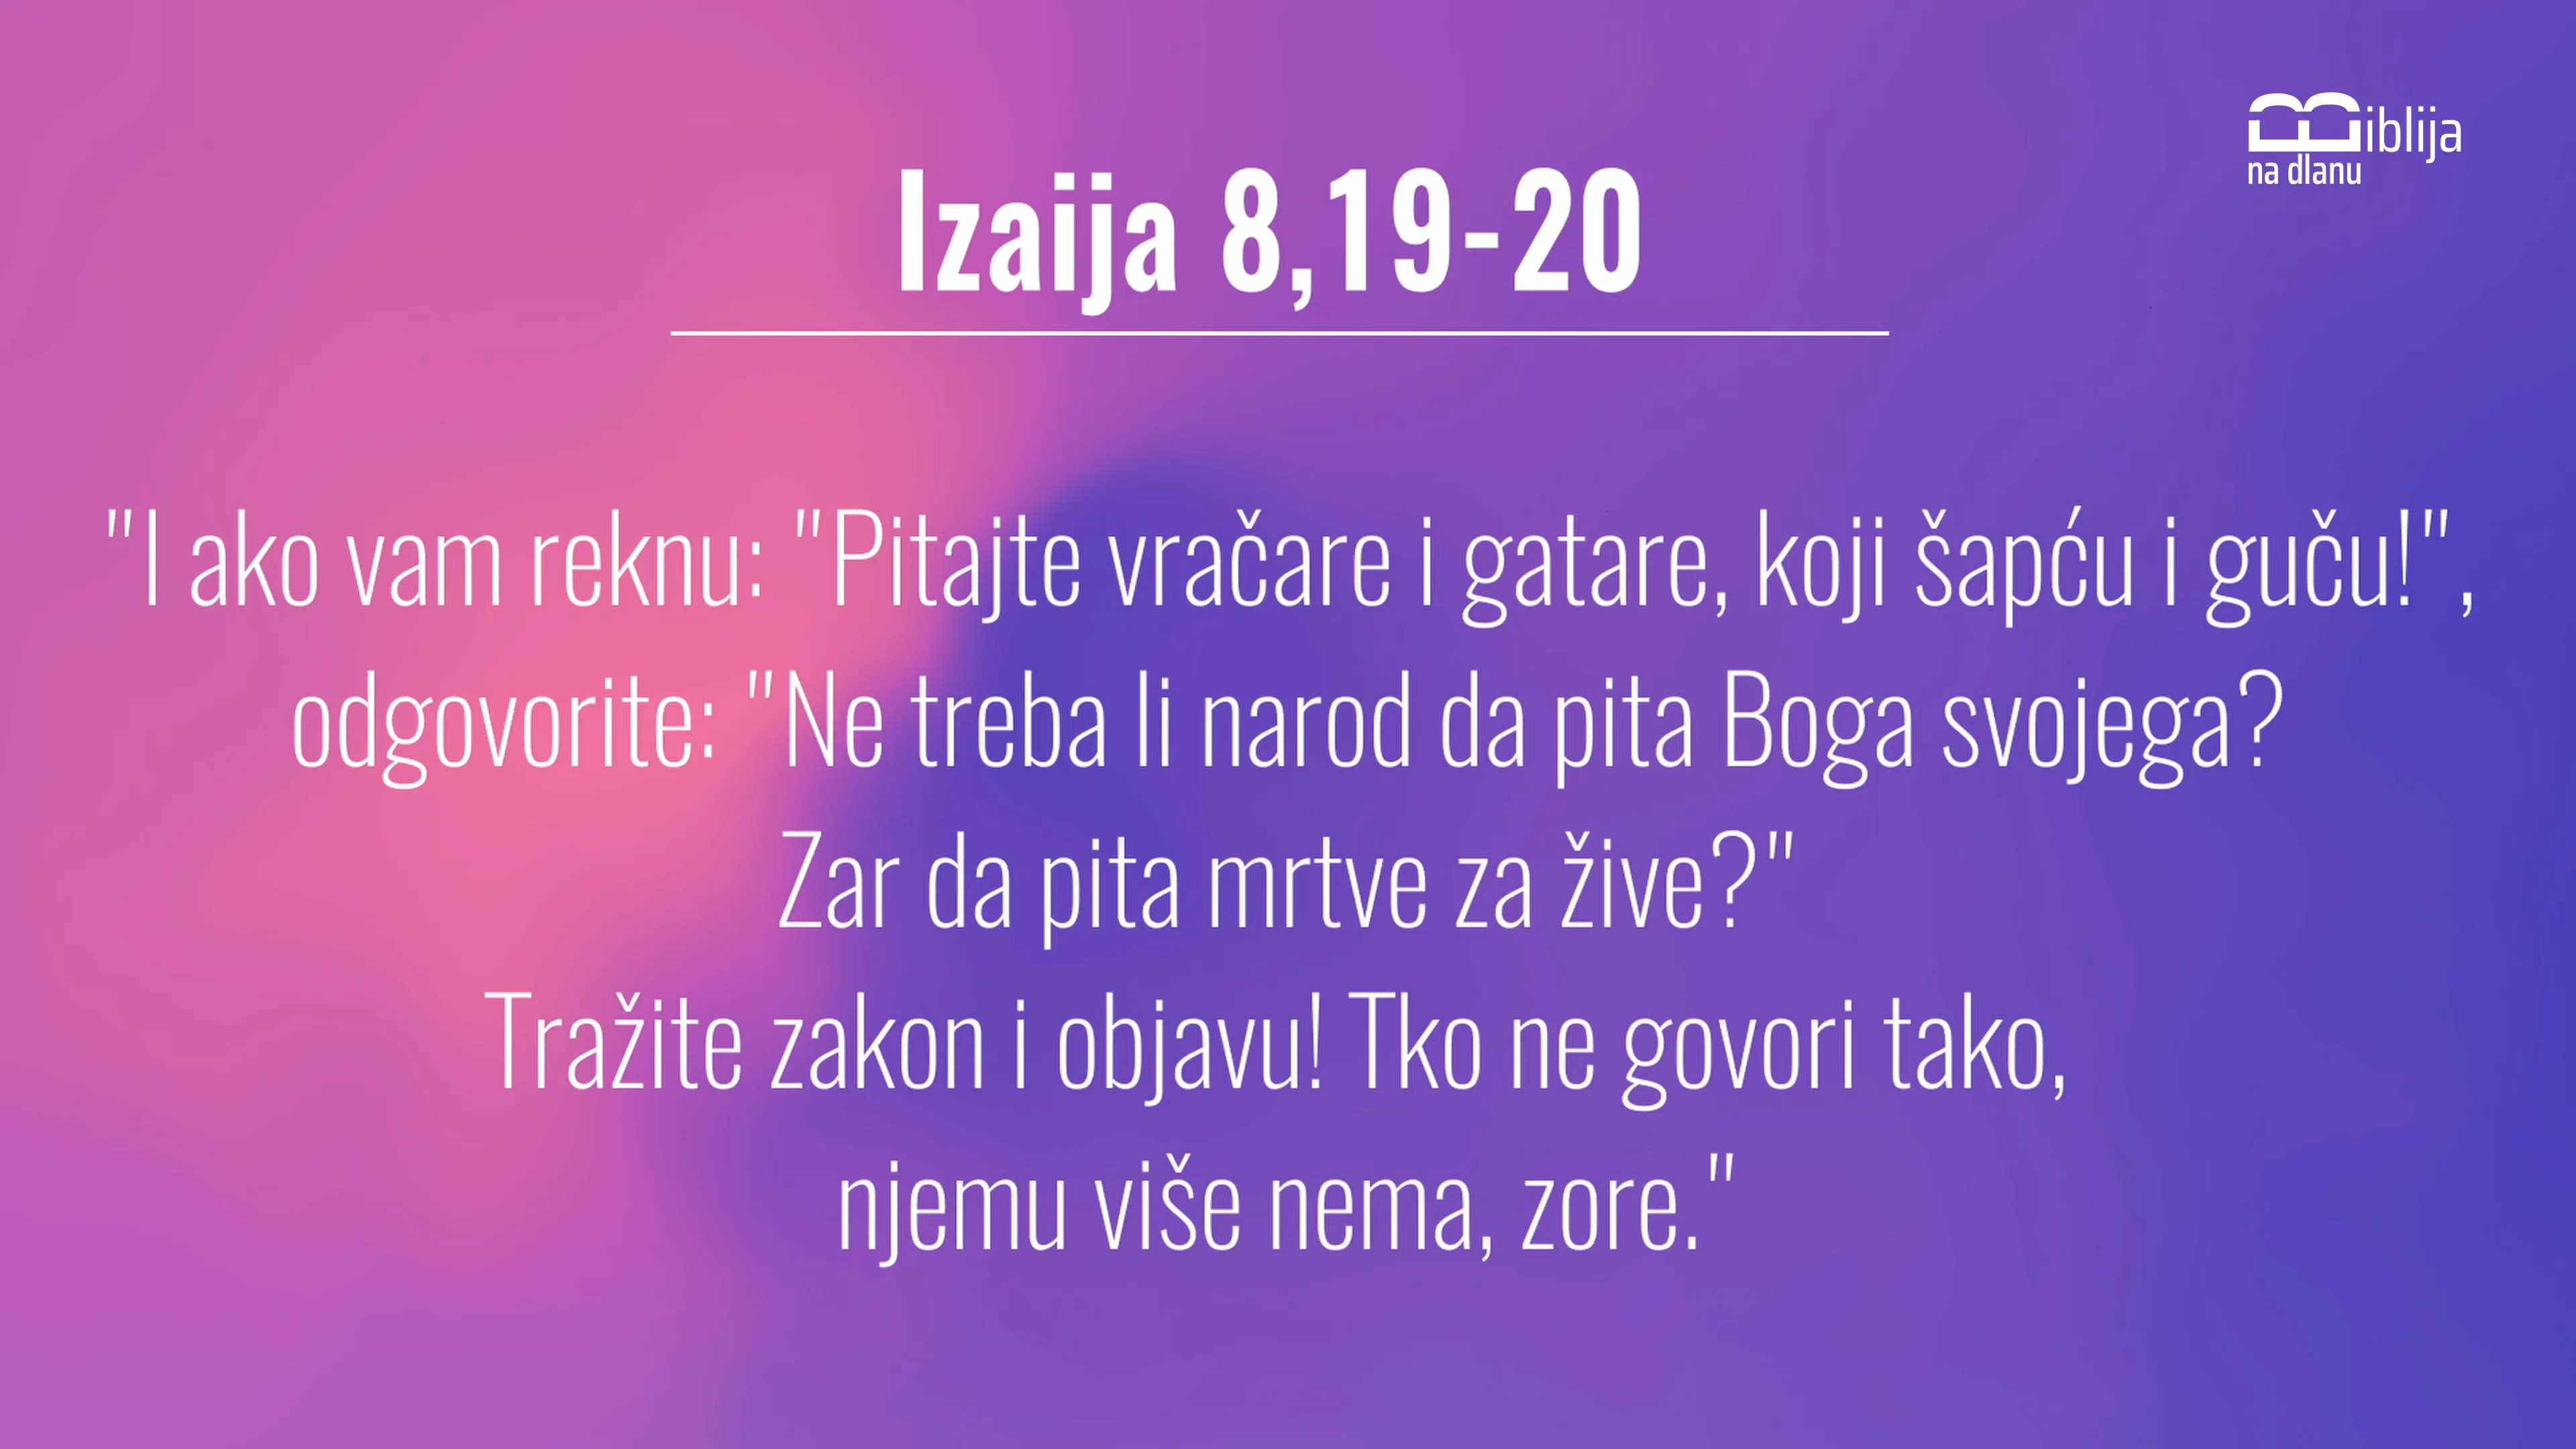 Biblija
na dlanu
Izaija 8,19-20
"I ako vam reknu: "Pitajte vračare i gatare, koji šapću i guču!",
odgovorite: "Ne treba li narod da pita Boga svojega?
Zar da pita mrtve za žive?"
Tražite zakon i objavu! Tko ne govori tako,
njemu više nema, zore."